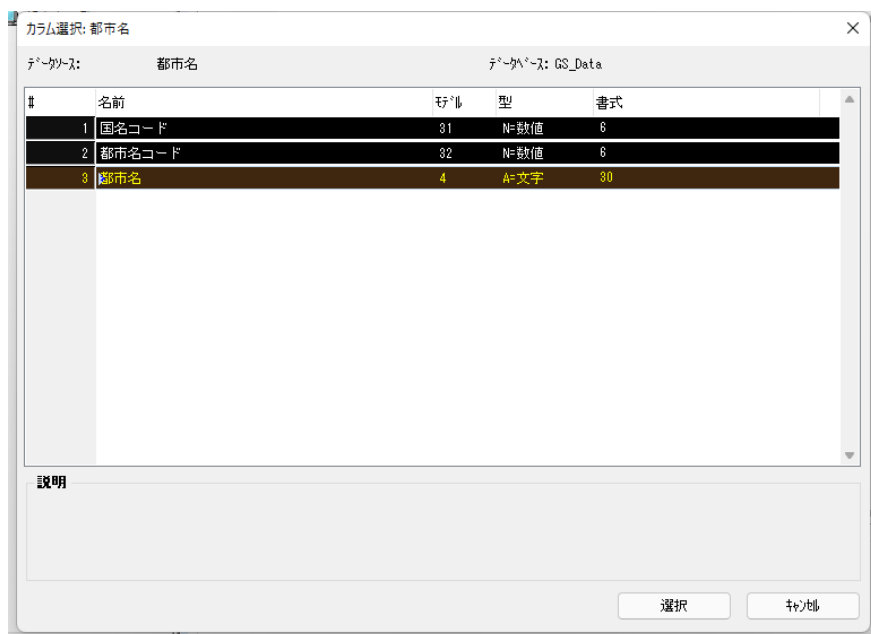 カラム選択: 都市名
ﾃﾞｰﾀｿｰｽ: 都市名 ﾃﾞｰﾀﾍﾞｰｽ: GS_Data
# 名前 ﾓﾃﾞﾙ 型 書式
1 国名コード 31 N=数値 6
2 都市名コード 32 N=数値 6
3 都市名 4 A=文字 30
説明
選択 ｷｬﾝｾﾙ